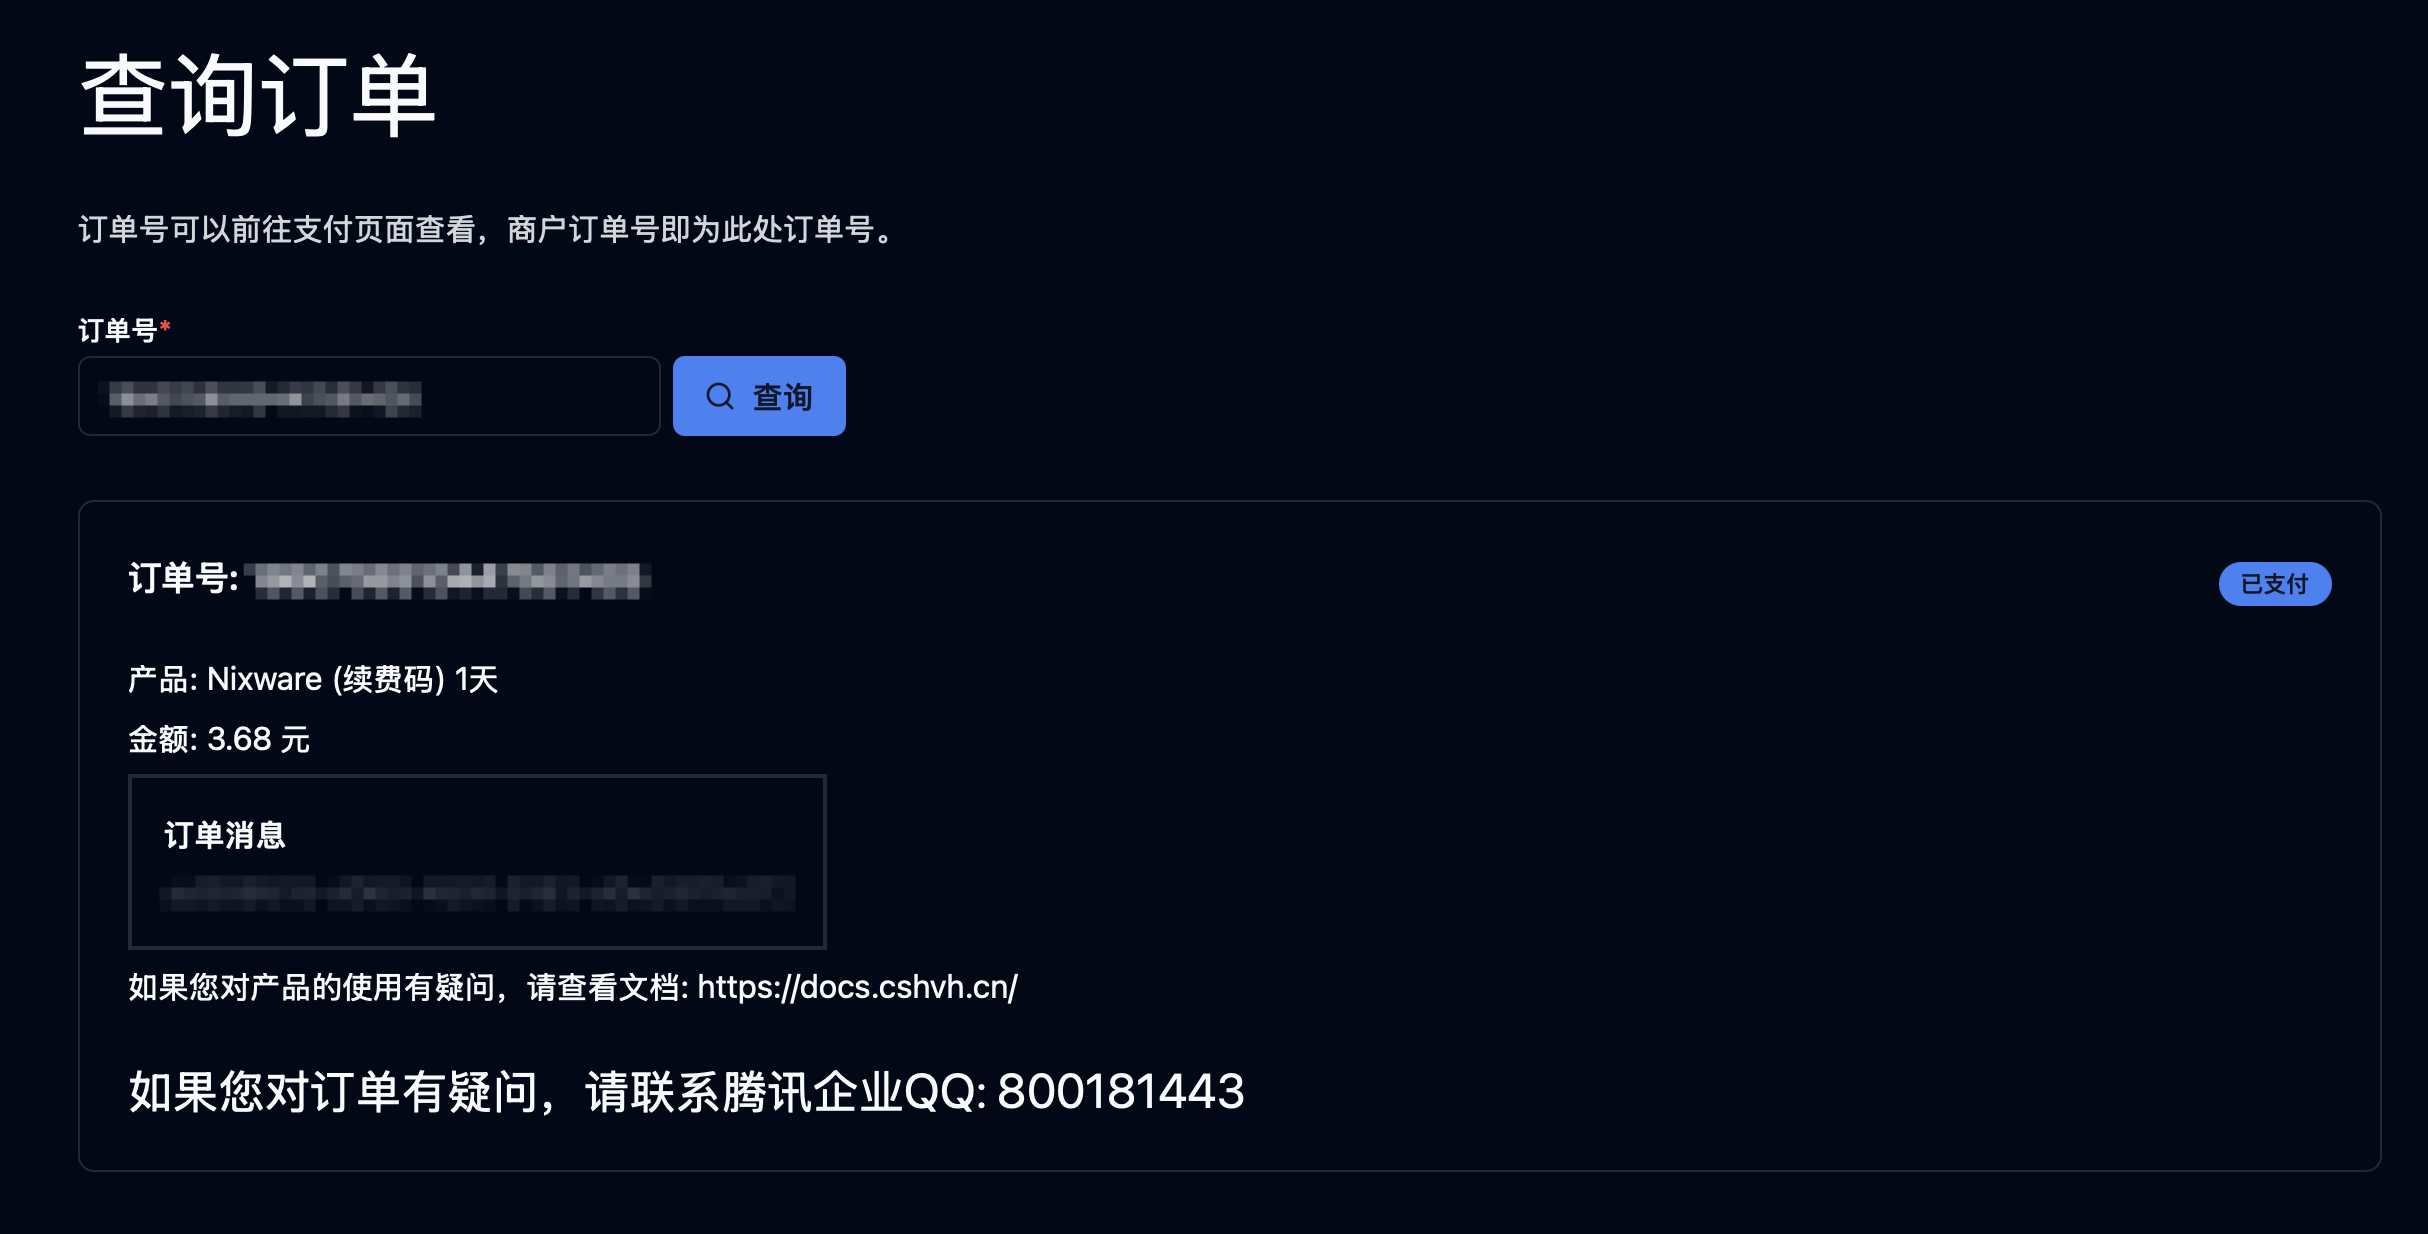 查询订单
订单号可以前往支付页面查看，商户订单号即为此处订单号。
订单号*
查询
订单号:
已支付
产品: Nixware (续费码) 1天
金额: 3.68 元
订单消息
如果您对产品的使用有疑问，请查看文档: https://docs.cshvh.cn/
如果您对订单有疑问，请联系腾讯企业QQ: 800181443